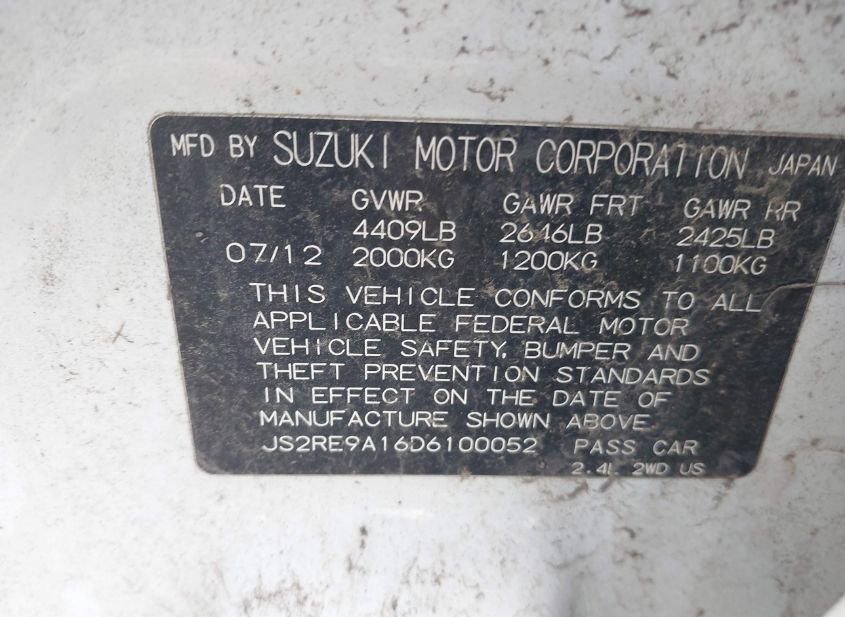 MFD BY SUZUKI MOTOR CORPORATION JAPAN
DATE GVWR GAWR FRT GAWR RR
4409LB 2646LB 2425LB
07/12 2000KG 1200KG 1100KG
THIS VEHICLE CONFORMS TO ALL
APPLICABLE FEDERAL MOTOR
VEHICLE SAFETY, BUMPER AND
THEFT PREVENTION STANDARDS
IN EFFECT ON THE DATE OF
MANUFACTURE SHOWN ABOVE
JS2RE9A16D6100052 PASS CAR
2.4L 2WD US